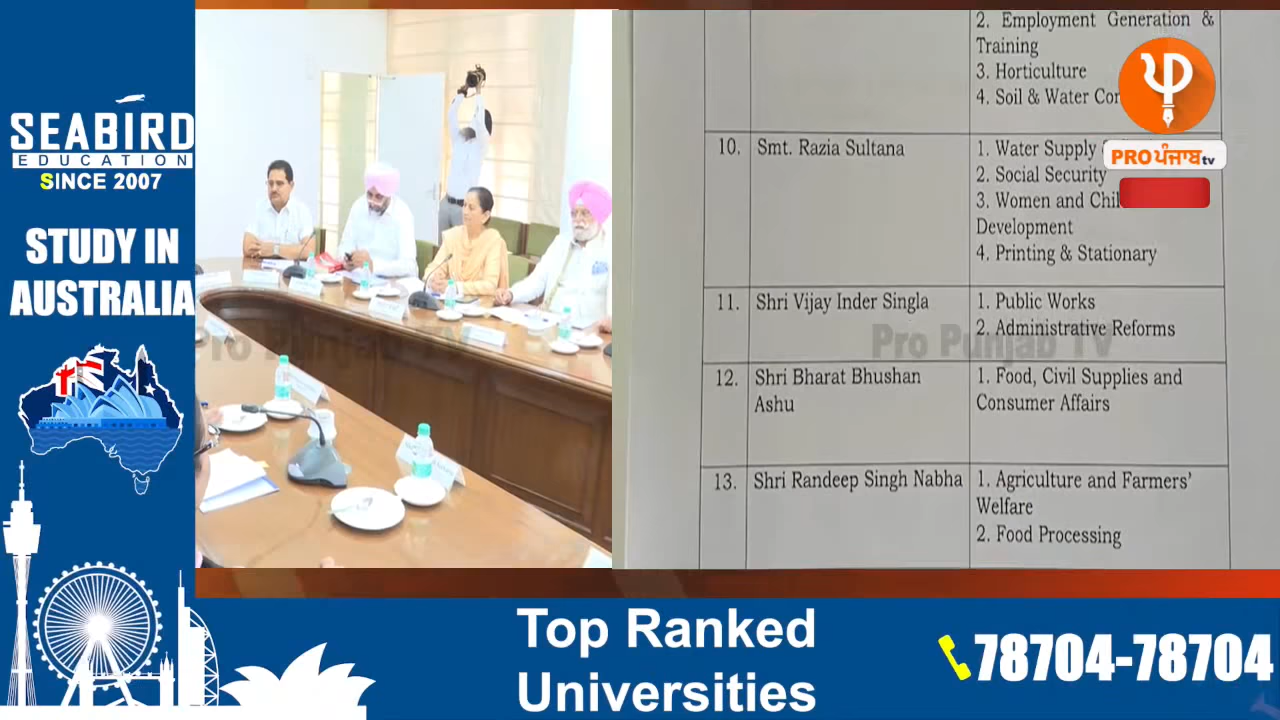 SEABIRD
EDUCATION
SINCE 2007
STUDY IN
AUSTRALIA
Pro Punjab TV
2. Employment Generation &
Training
3. Horticulture
4. Soil & Water
10. Smt. Razia Sultana
1. Water Supply
2. Social Security
3. Women and
Development
4. Printing & Stationary
11. Shri Vijay Inder Singla
1. Public Works
2. Administrative Reforms
12. Shri Bharat Bhushan
Ashu
1. Food, Civil Supplies and
Consumer Affairs
13. Shri Randeep Singh Nabha
1. Agriculture and Farmers'
Welfare
2. Food Processing
Pro Punjab TV
PRO ਪੰਜਾਬ tv
Top Ranked
Universities
78704-78704